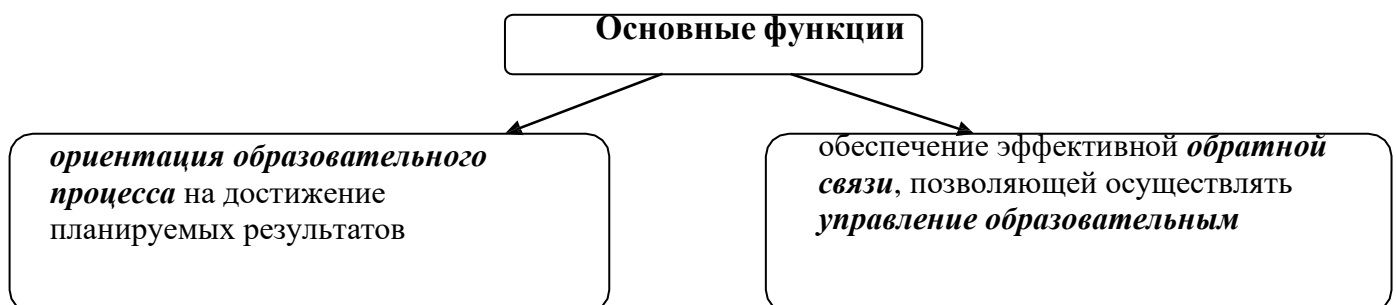 Основные функции
ориентация образовательного
процесса на достижение
планируемых результатов
обеспечение эффективной обратной
связи, позволяющей осуществлять
управление образовательным